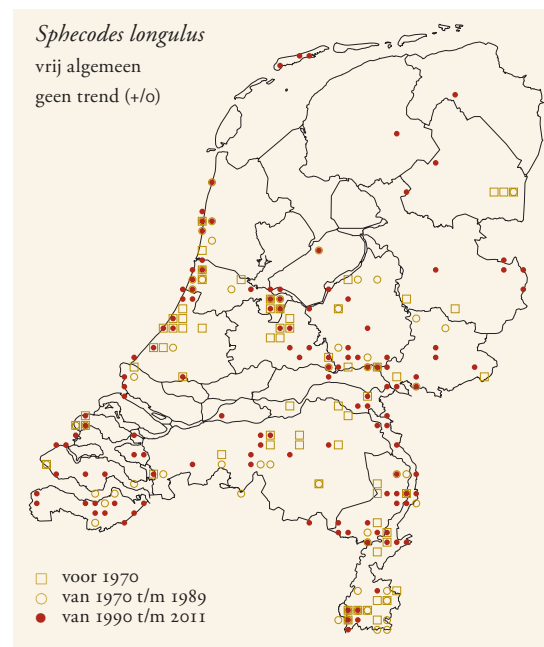 Sphecodes longulus
vrij algemeen
geen trend (+/0)
voor 1970
van 1970 t/m 1989
van 1990 t/m 2011